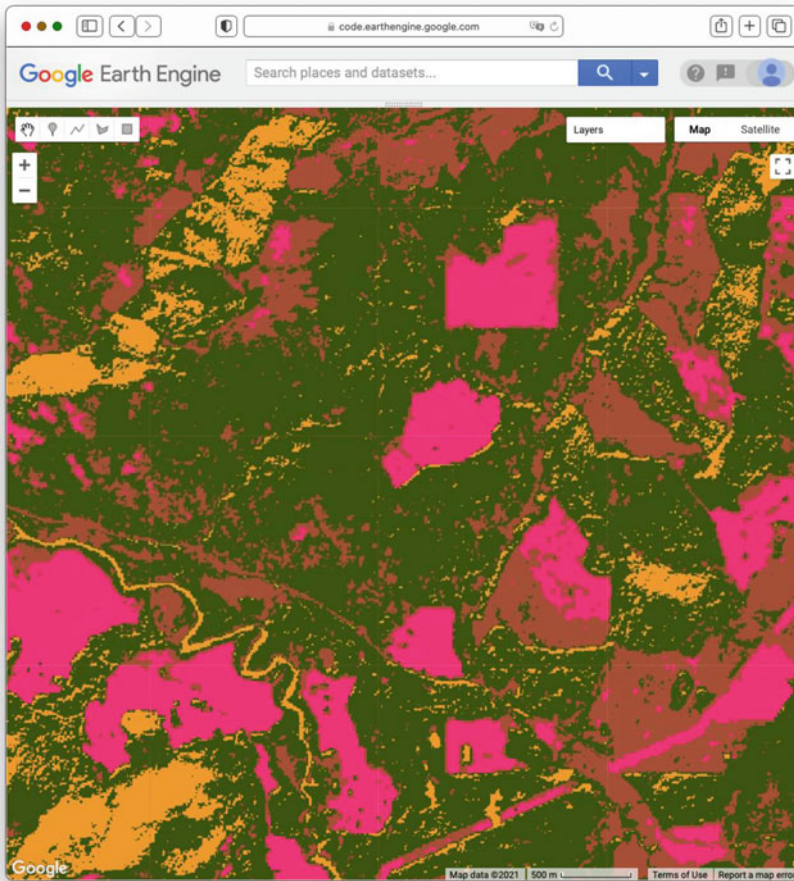 code.earthengine.google.com
Google Earth Engine
Search places and datasets...
Layers
Map
Satellite
+
−
Google
Map data ©2021
500 m
Terms of Use
Report a map error